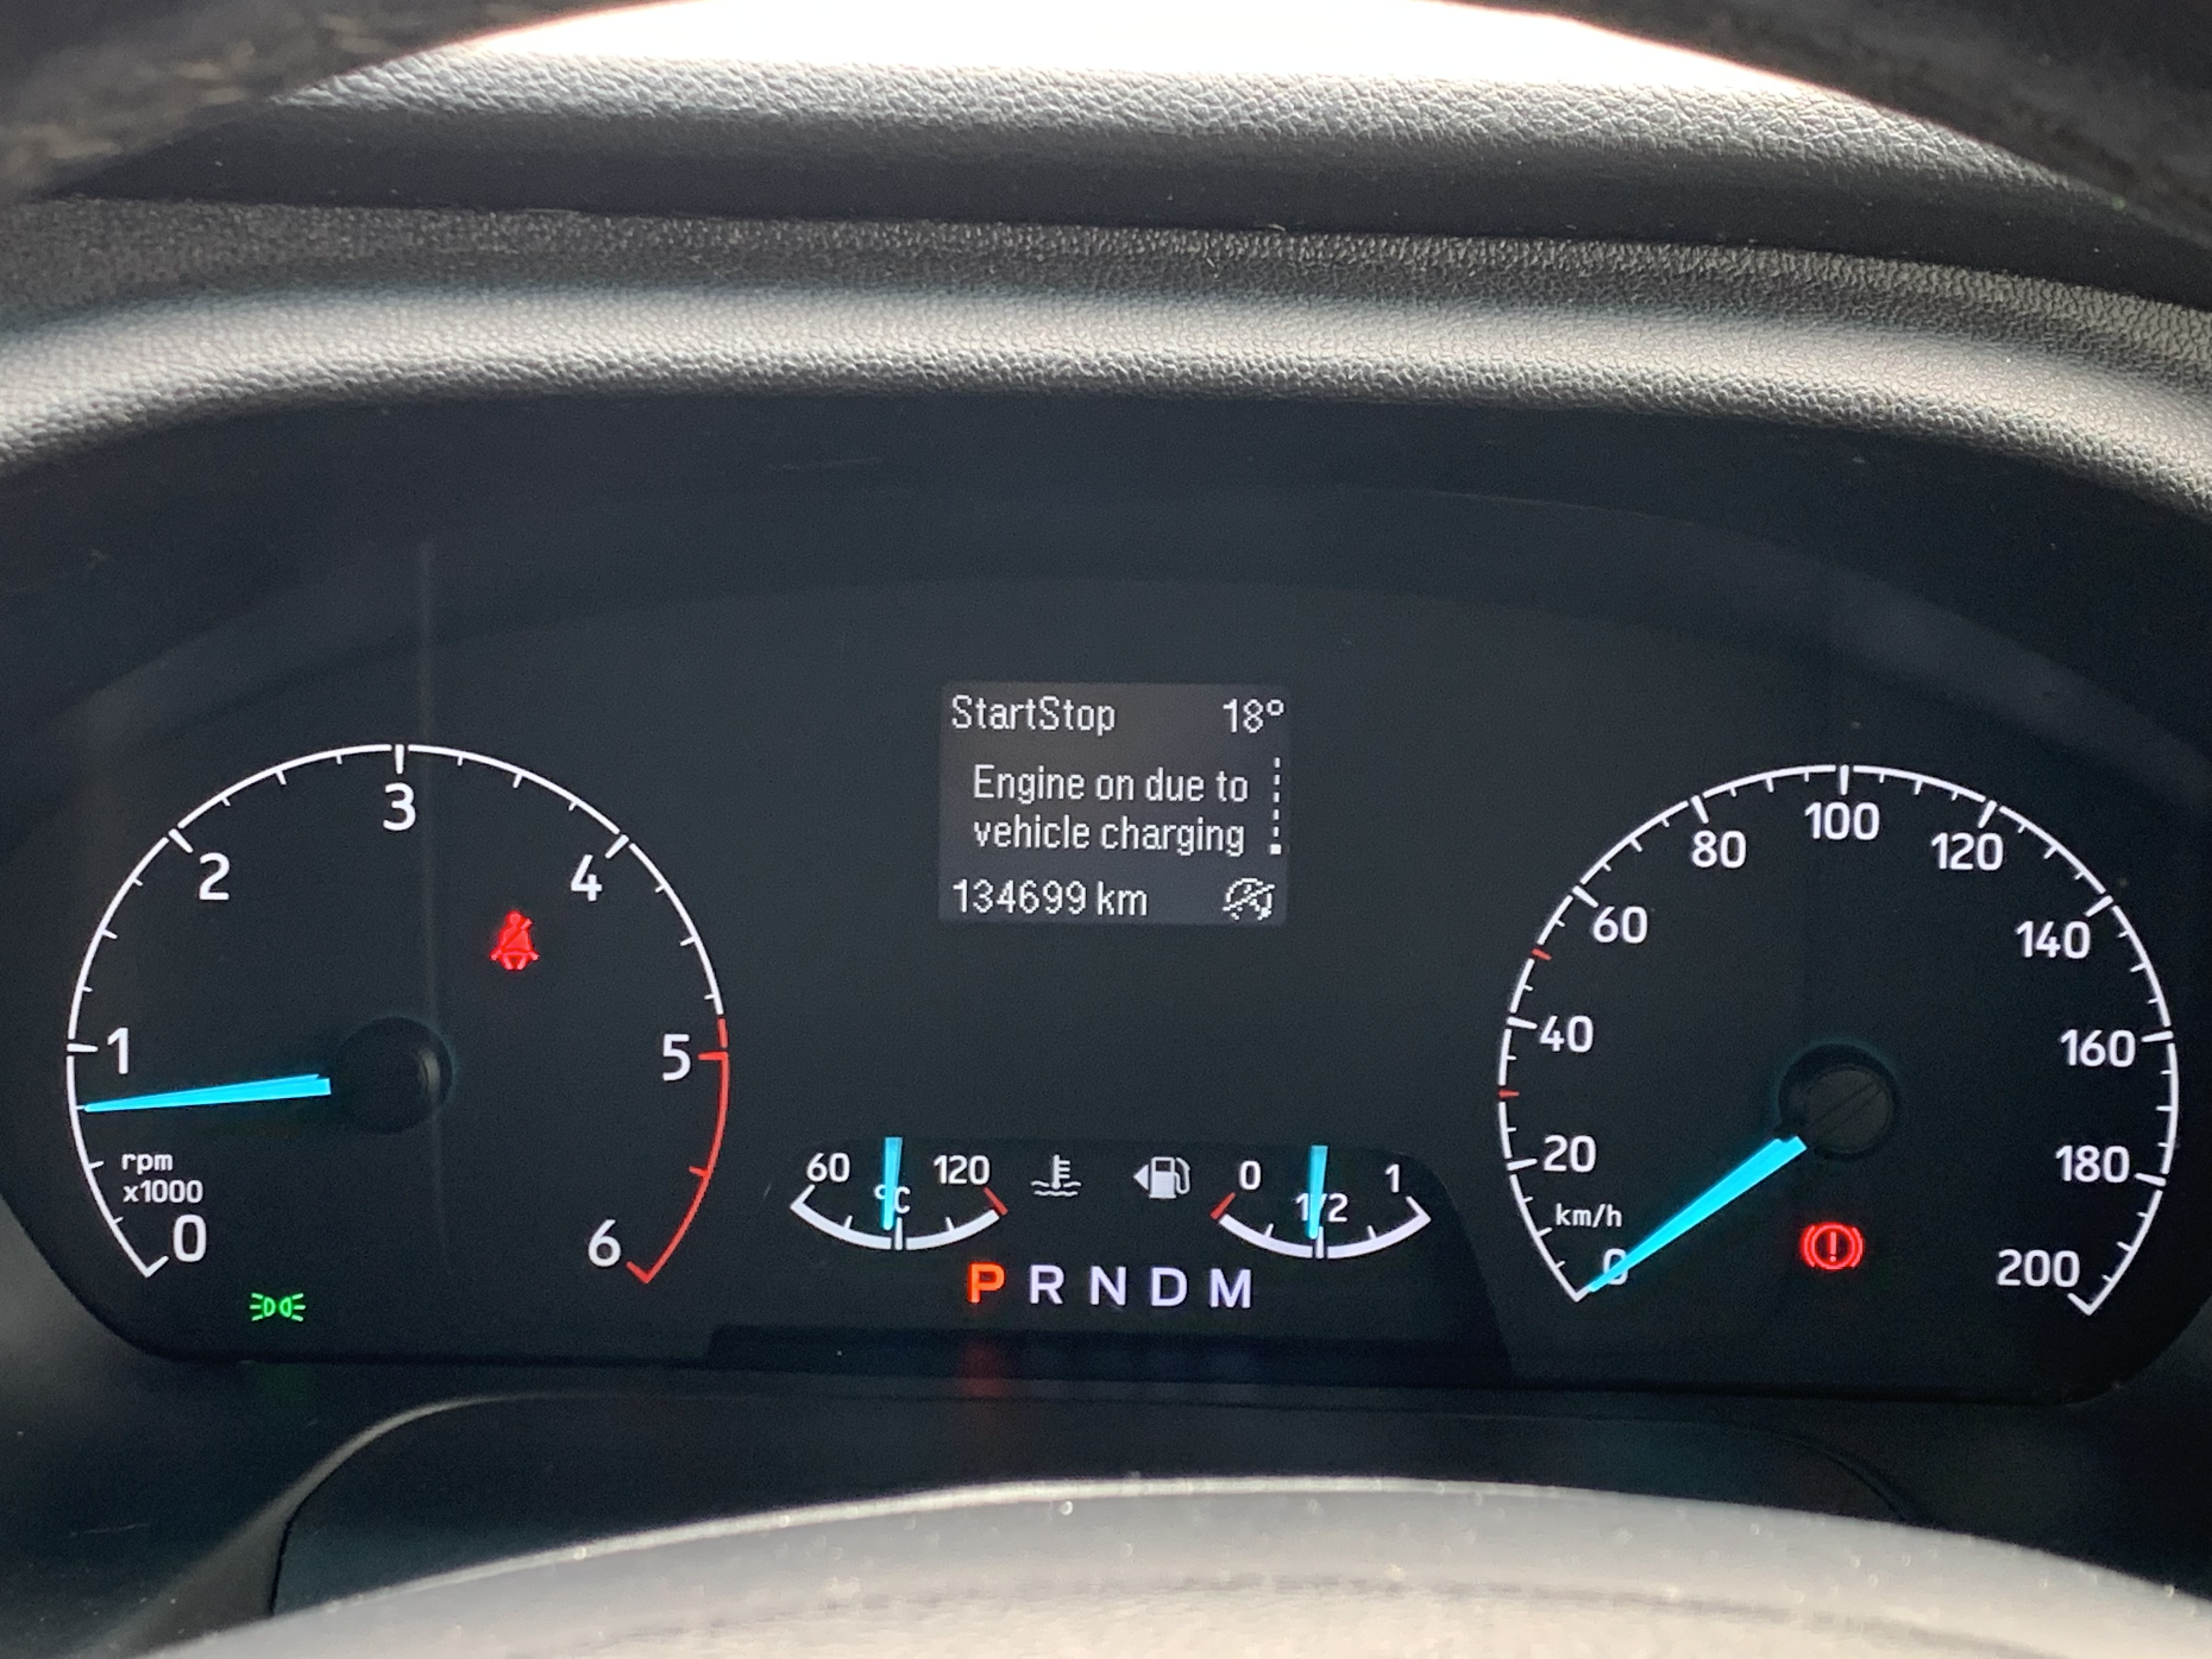 StartStop 18°
Engine on due to
vehicle charging
134699 km
0
1
2
3
4
5
6
rpm
x1000
60 °C 120
0 1/2 1
P R N D M
0
20
40
60
80
100
120
140
160
180
200
km/h